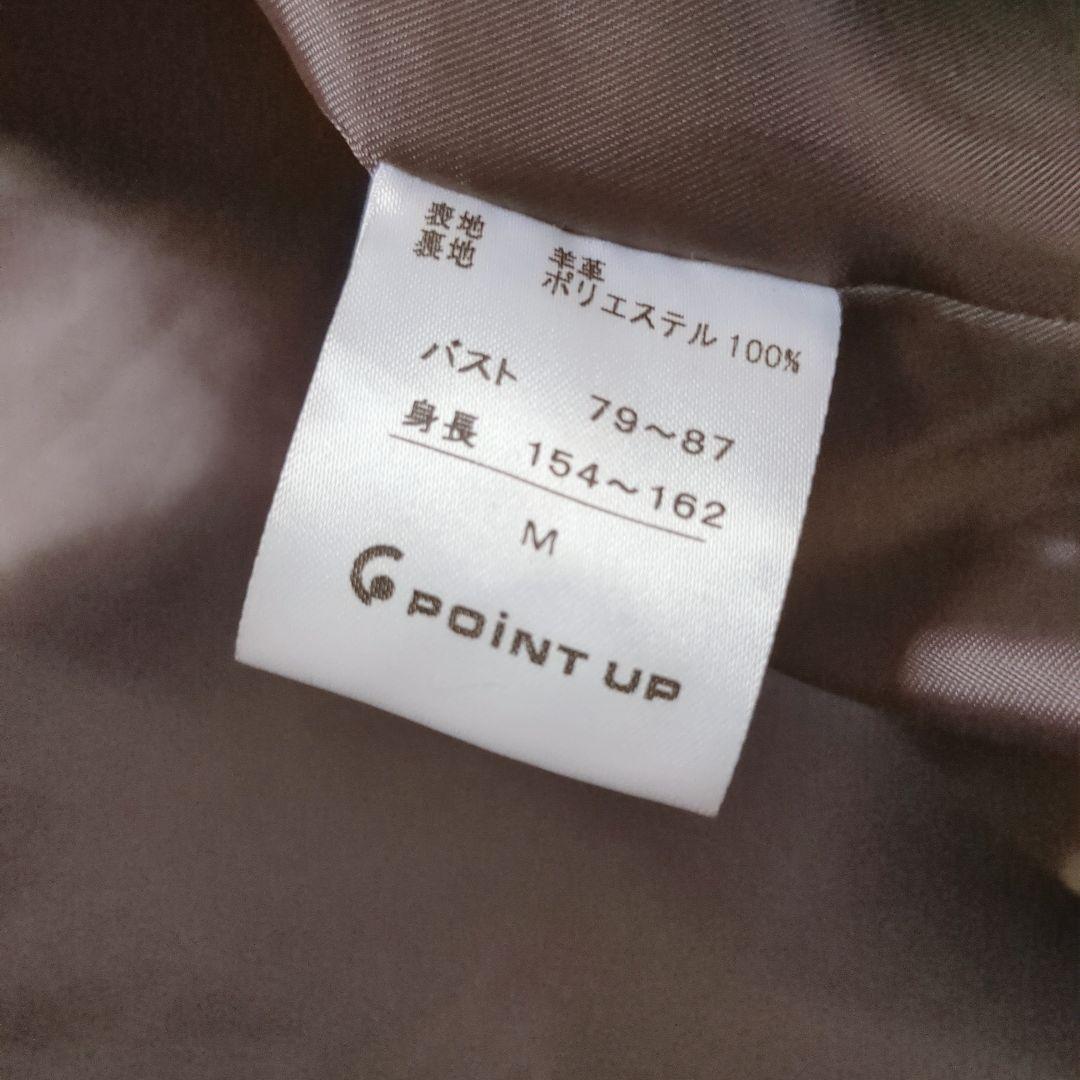 表地 羊革
裏地 ポリエステル 100%
バスト 79～87
身長 154～162
M
POiNT UP